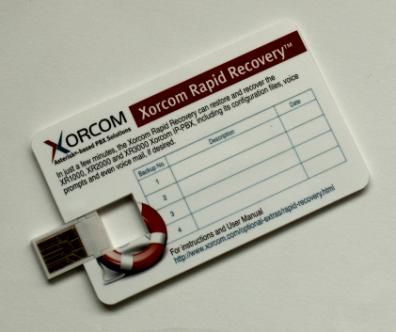 XORCOM
Asterisk®-based PBX Solutions
Xorcom Rapid Recovery™
In just a few minutes, the Xorcom Rapid Recovery can restore and recover the
XR1000, XR2000 and XR3000 Xorcom IP-PBX, including its configuration files, voice
prompts and even voice mail, if desired.
Backup No. Description Date
1
2
3
4
For instructions and User Manual
http://www.xorcom.com/optional-extras/rapid-recovery.html